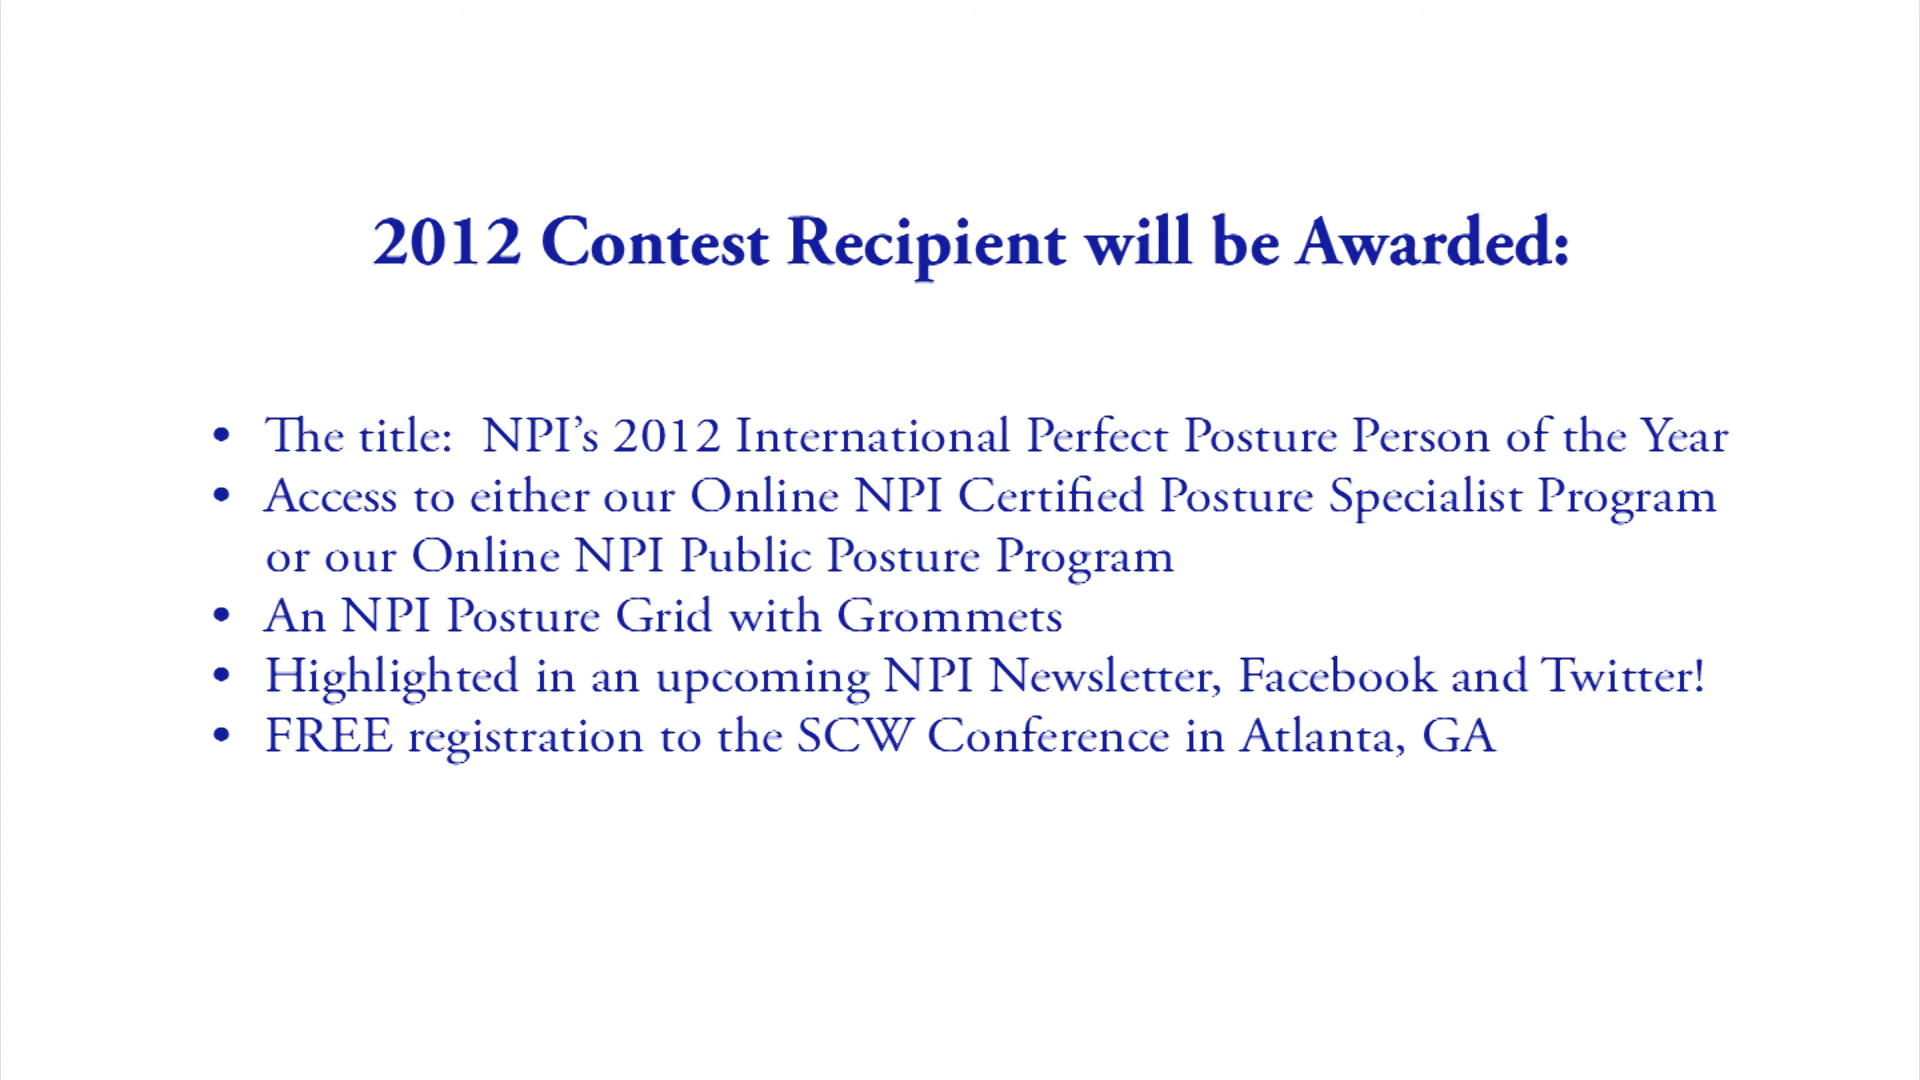 2012 Contest Recipient will be Awarded:
• The title:  NPI’s 2012 International Perfect Posture Person of the Year
• Access to either our Online NPI Certified Posture Specialist Program
or our Online NPI Public Posture Program
• An NPI Posture Grid with Grommets
• Highlighted in an upcoming NPI Newsletter, Facebook and Twitter!
• FREE registration to the SCW Conference in Atlanta, GA